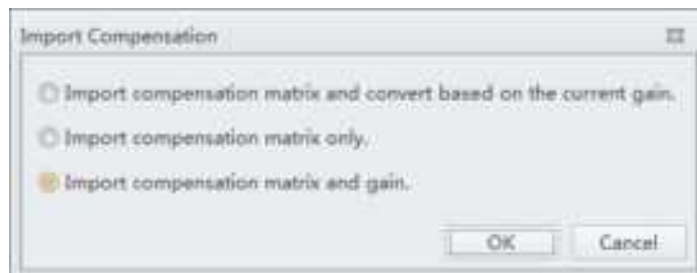 Import Compensation
Import compensation matrix and convert based on the current gain.
Import compensation matrix only.
Import compensation matrix and gain.
OK Cancel